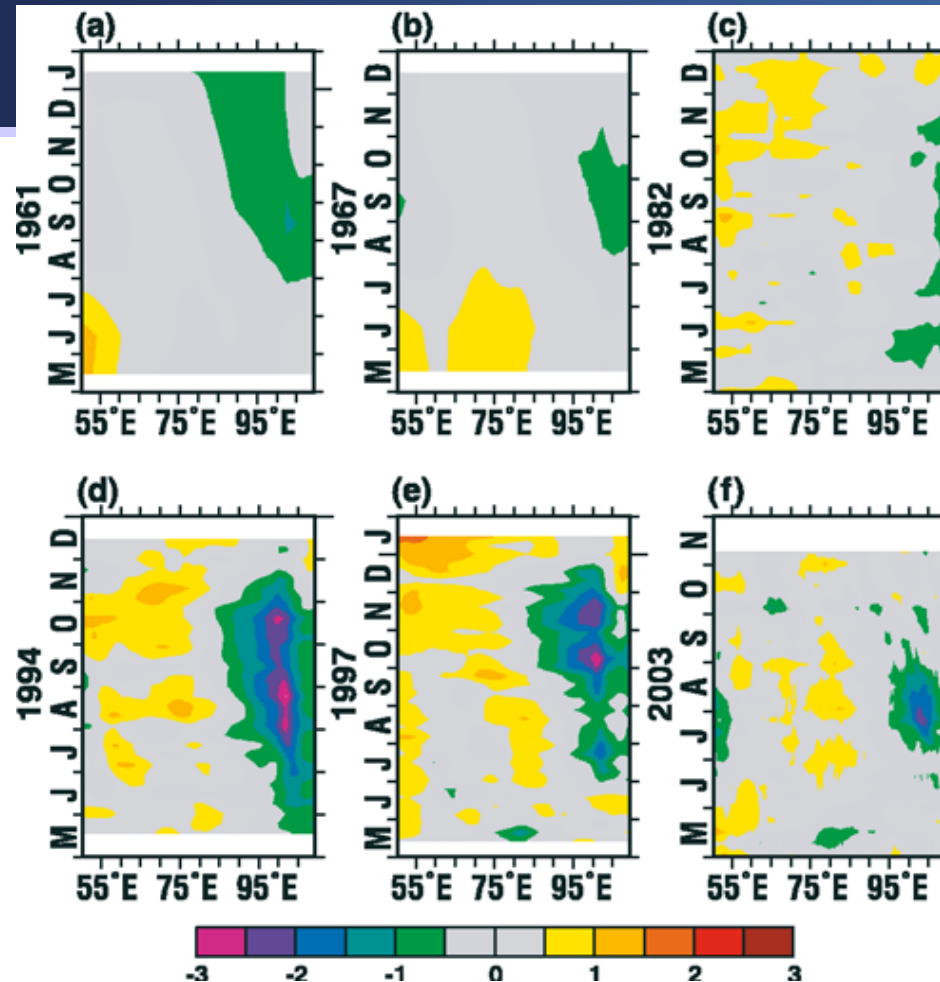 (a)
1961
J
D
N
O
S
A
J
J
M
55°E 75°E 95°E
(b)
1967
D
N
O
S
A
J
J
M
55°E 75°E 95°E
(c)
1982
D
N
O
S
A
J
J
M
55°E 75°E 95°E
(d)
1994
D
N
O
S
A
J
J
M
55°E 75°E 95°E
(e)
1997
J
D
N
O
S
A
J
J
M
55°E 75°E 95°E
(f)
2003
N
O
S
A
J
J
M
55°E 75°E 95°E
-3 -2 -1 0 1 2 3